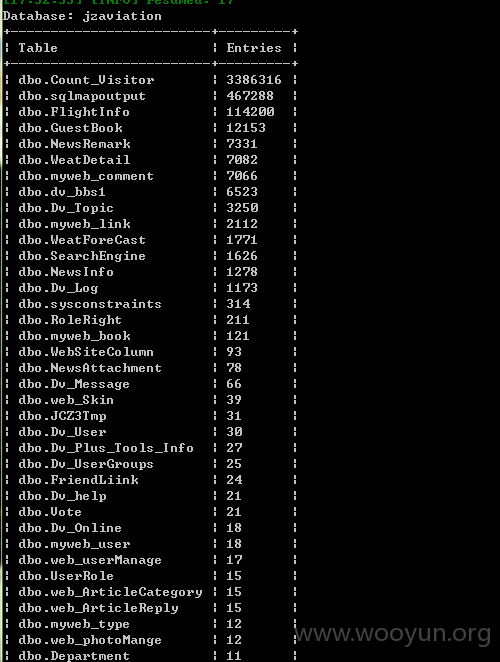 [17:52:55] [INFO] resumed: 17
Database: jzaviation
+-------------------------+---------+
| Table | Entries |
+-------------------------+---------+
| dbo.Count_Visitor | 3386316 |
| dbo.sqlmapoutput | 467288 |
| dbo.FlightInfo | 114200 |
| dbo.GuestBook | 12153 |
| dbo.NewsRemark | 7331 |
| dbo.WeatDetail | 7082 |
| dbo.myweb_comment | 7066 |
| dbo.dv_bbs1 | 6523 |
| dbo.Dv_Topic | 3250 |
| dbo.myweb_link | 2112 |
| dbo.WeatForeCast | 1771 |
| dbo.SearchEngine | 1626 |
| dbo.NewsInfo | 1278 |
| dbo.Dv_Log | 1173 |
| dbo.sysconstraints | 314 |
| dbo.RoleRight | 211 |
| dbo.myweb_book | 121 |
| dbo.WebSiteColumn | 93 |
| dbo.NewsAttachment | 78 |
| dbo.Dv_Message | 66 |
| dbo.web_Skin | 39 |
| dbo.JCZ3Tmp | 31 |
| dbo.Dv_User | 30 |
| dbo.Dv_Plus_Tools_Info | 27 |
| dbo.Dv_UserGroups | 25 |
| dbo.FriendLiink | 24 |
| dbo.Dv_help | 21 |
| dbo.Vote | 21 |
| dbo.Dv_Online | 18 |
| dbo.myweb_user | 18 |
| dbo.web_userManage | 17 |
| dbo.UserRole | 15 |
| dbo.web_ArticleCategory | 15 |
| dbo.web_ArticleReply | 15 |
| dbo.myweb_type | 12 |
| dbo.web_photoMange | 12 |
| dbo.Department | 11 |
www.wooyun.org